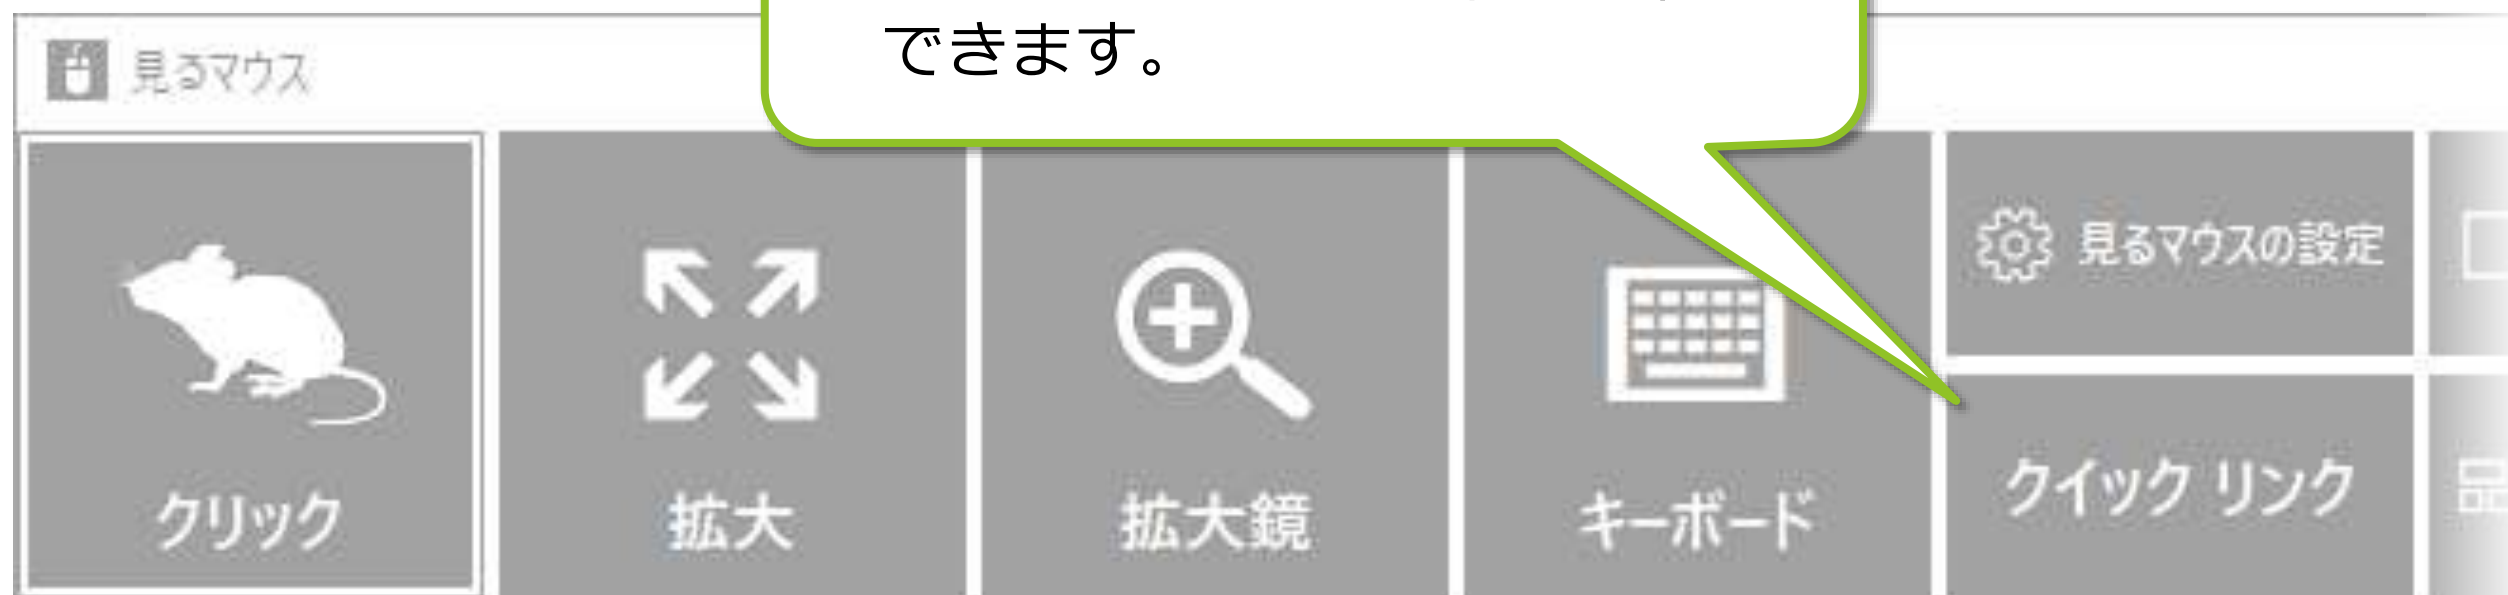 できます。
見るマウス
見るマウスの設定
クリック
拡大
拡大鏡
キーボード
クイック リンク